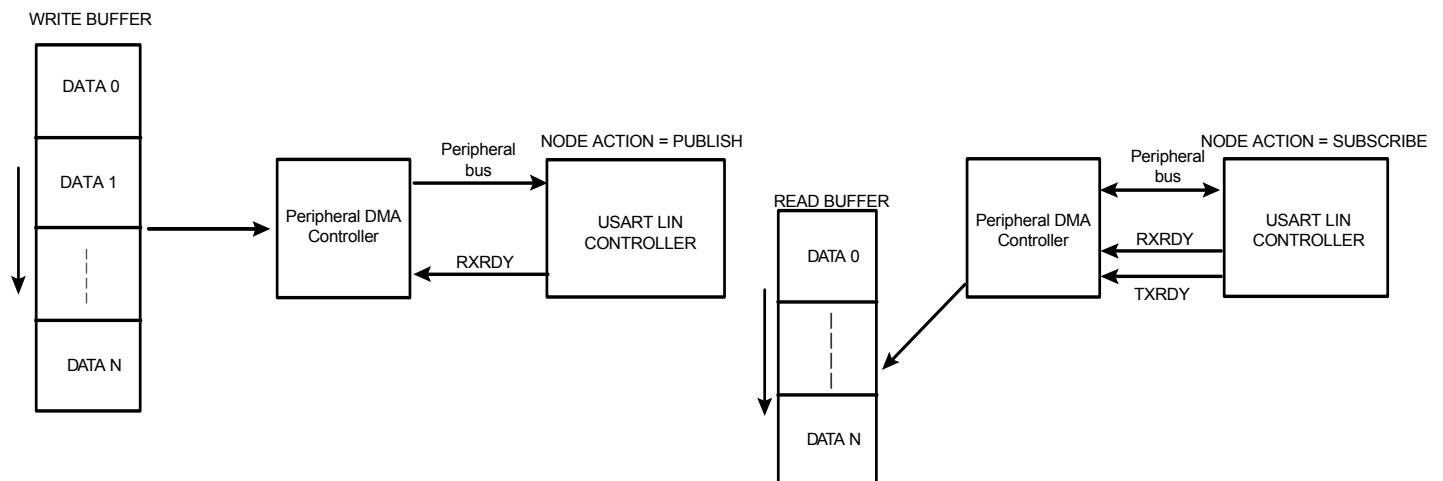 WRITE BUFFER
DATA 0
DATA 1
DATA N
Peripheral DMA
Controller
Peripheral
bus
RXRDY
NODE ACTION = PUBLISH
USART LIN
CONTROLLER
READ BUFFER
DATA 0
DATA N
Peripheral DMA
Controller
Peripheral
bus
RXRDY
TXRDY
NODE ACTION = SUBSCRIBE
USART LIN
CONTROLLER